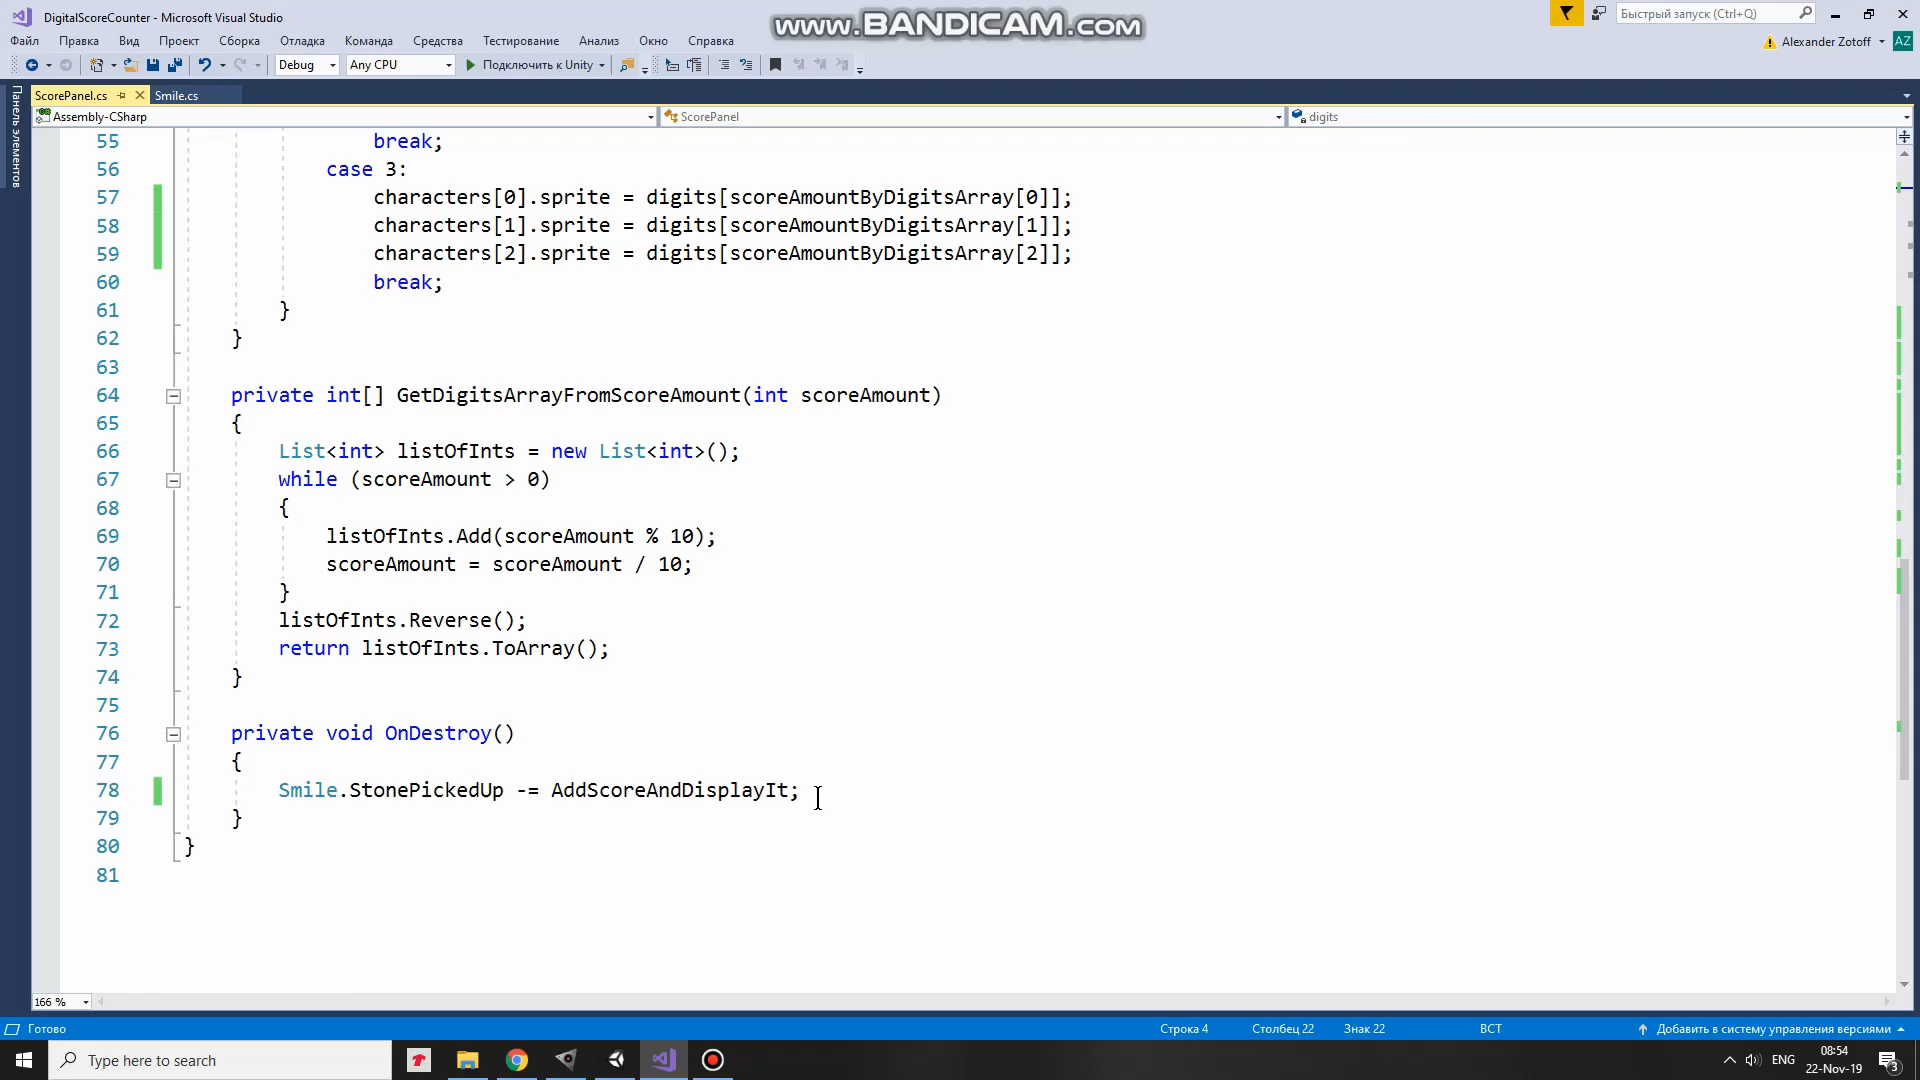 DigitalScoreCounter - Microsoft Visual Studio
www.BANDICAM.com
Быстрый запуск (Ctrl+Q)
Файл Правка Вид Проект Сборка Отладка Команда Средства Тестирование Анализ Окно Справка
Alexander Zotoff AZ
Debug Any CPU Подключить к Unity
Панель элементов
ScorePanel.cs Smile.cs
Assembly-CSharp ScorePanel digits
55 break;
56 case 3:
57 characters[0].sprite = digits[scoreAmountByDigitsArray[0]];
58 characters[1].sprite = digits[scoreAmountByDigitsArray[1]];
59 characters[2].sprite = digits[scoreAmountByDigitsArray[2]];
60 break;
61 }
62 }
63
64 private int[] GetDigitsArrayFromScoreAmount(int scoreAmount)
65 {
66 List<int> listOfInts = new List<int>();
67 while (scoreAmount > 0)
68 {
69 listOfInts.Add(scoreAmount % 10);
70 scoreAmount = scoreAmount / 10;
71 }
72 listOfInts.Reverse();
73 return listOfInts.ToArray();
74 }
75
76 private void OnDestroy()
77 {
78 Smile.StonePickedUp -= AddScoreAndDisplayIt;
79 }
80 }
81
166 %
Готово Строка 4 Столбец 22 Знак 22 ВСТ Добавить в систему управления версиями
Type here to search
ENG
08:54
22-Nov-19
3